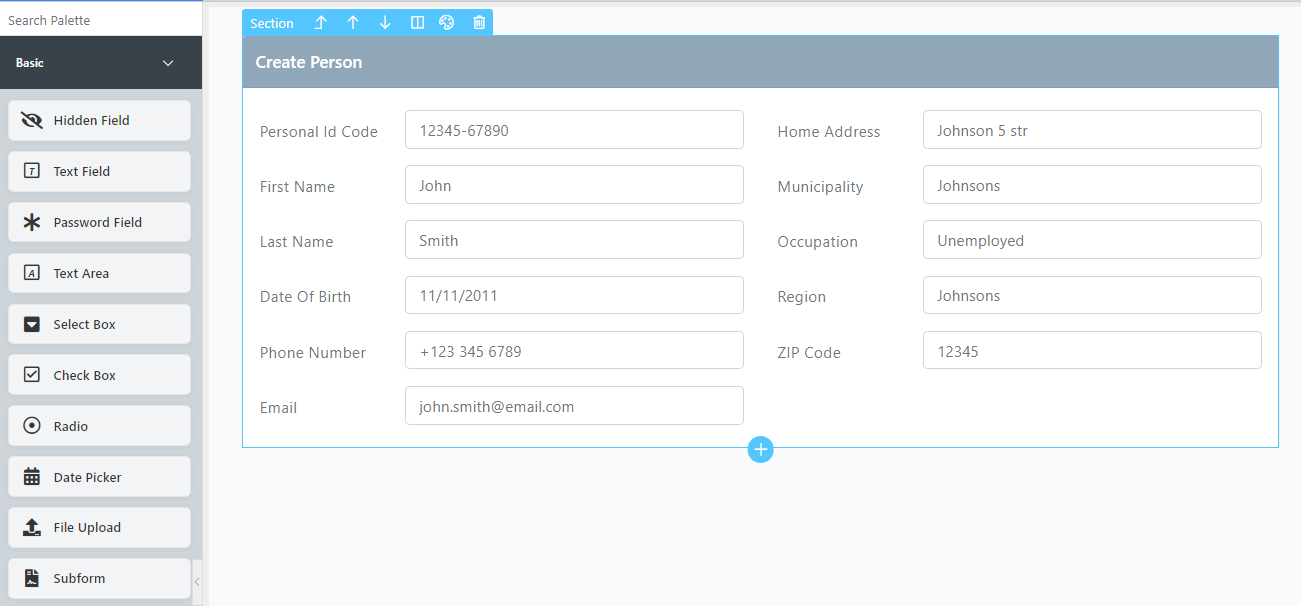 Search Palette
Basic
Hidden Field
Text Field
Password Field
Text Area
Select Box
Check Box
Radio
Date Picker
File Upload
Subform
Section
Create Person
Personal Id Code 12345-67890
First Name John
Last Name Smith
Date Of Birth 11/11/2011
Phone Number +123 345 6789
Email john.smith@email.com
Home Address Johnson 5 str
Municipality Johnsons
Occupation Unemployed
Region Johnsons
ZIP Code 12345